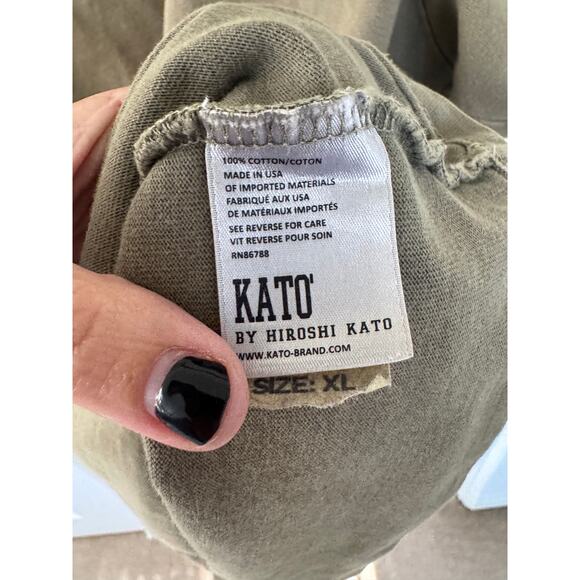 100% COTTON/COTON
MADE IN USA
OF IMPORTED MATERIALS
FABRIQUÉ AUX USA
DE MATÉRIAUX IMPORTÉS
SEE REVERSE FOR CARE
VIT REVERSE POUR SOIN
RN86788
KATO'
BY HIROSHI KATO
WWW.KATO-BRAND.COM
SIZE: XL